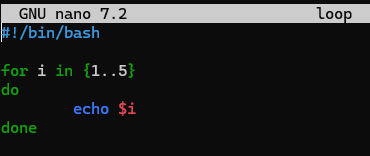 GNU nano 7.2 loop
#!/bin/bash
for i in {1..5}
do
echo $i
done